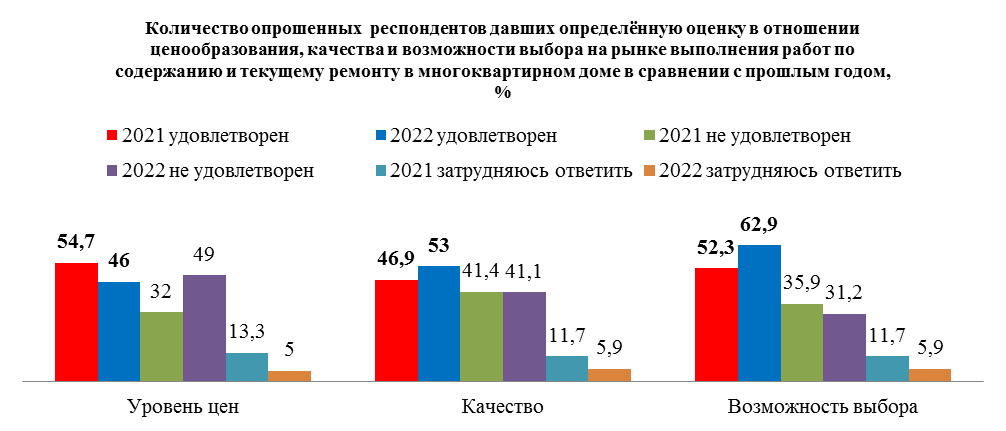 Количество опрошенных респондентов давших определённую оценку в отношении
ценообразования, качества и возможности выбора на рынке выполнения работ по
содержанию и текущему ремонту в многоквартирном доме в сравнении с прошлым годом,
%
2021 удовлетворен 2022 удовлетворен 2021 не удовлетворен
2022 не удовлетворен 2021 затрудняюсь ответить 2022 затрудняюсь ответить
54,7 46 32 49 13,3 5
46,9 53 41,4 41,1 11,7 5,9
52,3 62,9 35,9 31,2 11,7 5,9
Уровень цен Качество Возможность выбора